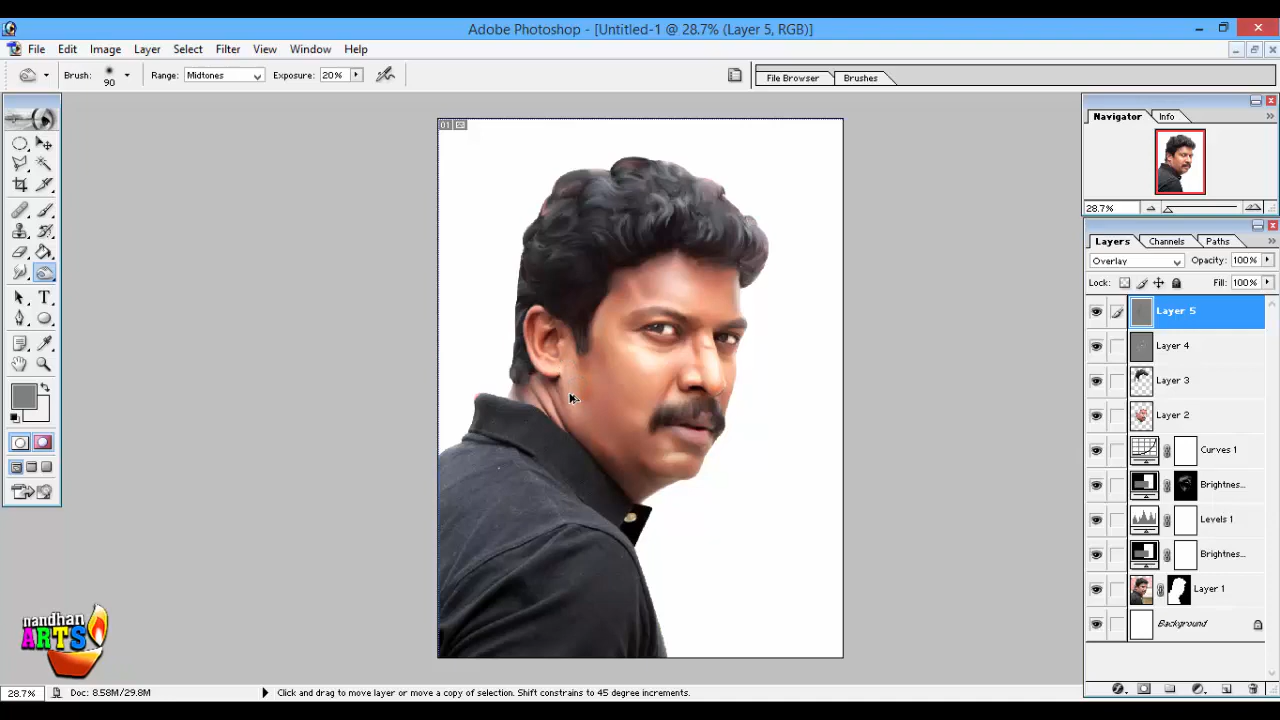 Adobe Photoshop - [Untitled-1 @ 28.7% (Layer 5, RGB)]
File Edit Image Layer Select Filter View Window Help
Brush: 90 Range: Midtones Exposure: 20% File Browser Brushes
01
Navigator Info
28.7%
Layers Channels Paths
Overlay Opacity: 100%
Lock: Fill: 100%
Layer 5
Layer 4
Layer 3
Layer 2
Curves 1
Brightnes...
Levels 1
Brightnes...
Layer 1
Background
nandhan
ARTS
28.7% Doc: 8.58M/29.8M Click and drag to move layer or move a copy of selection. Shift constrains to 45 degree increments.